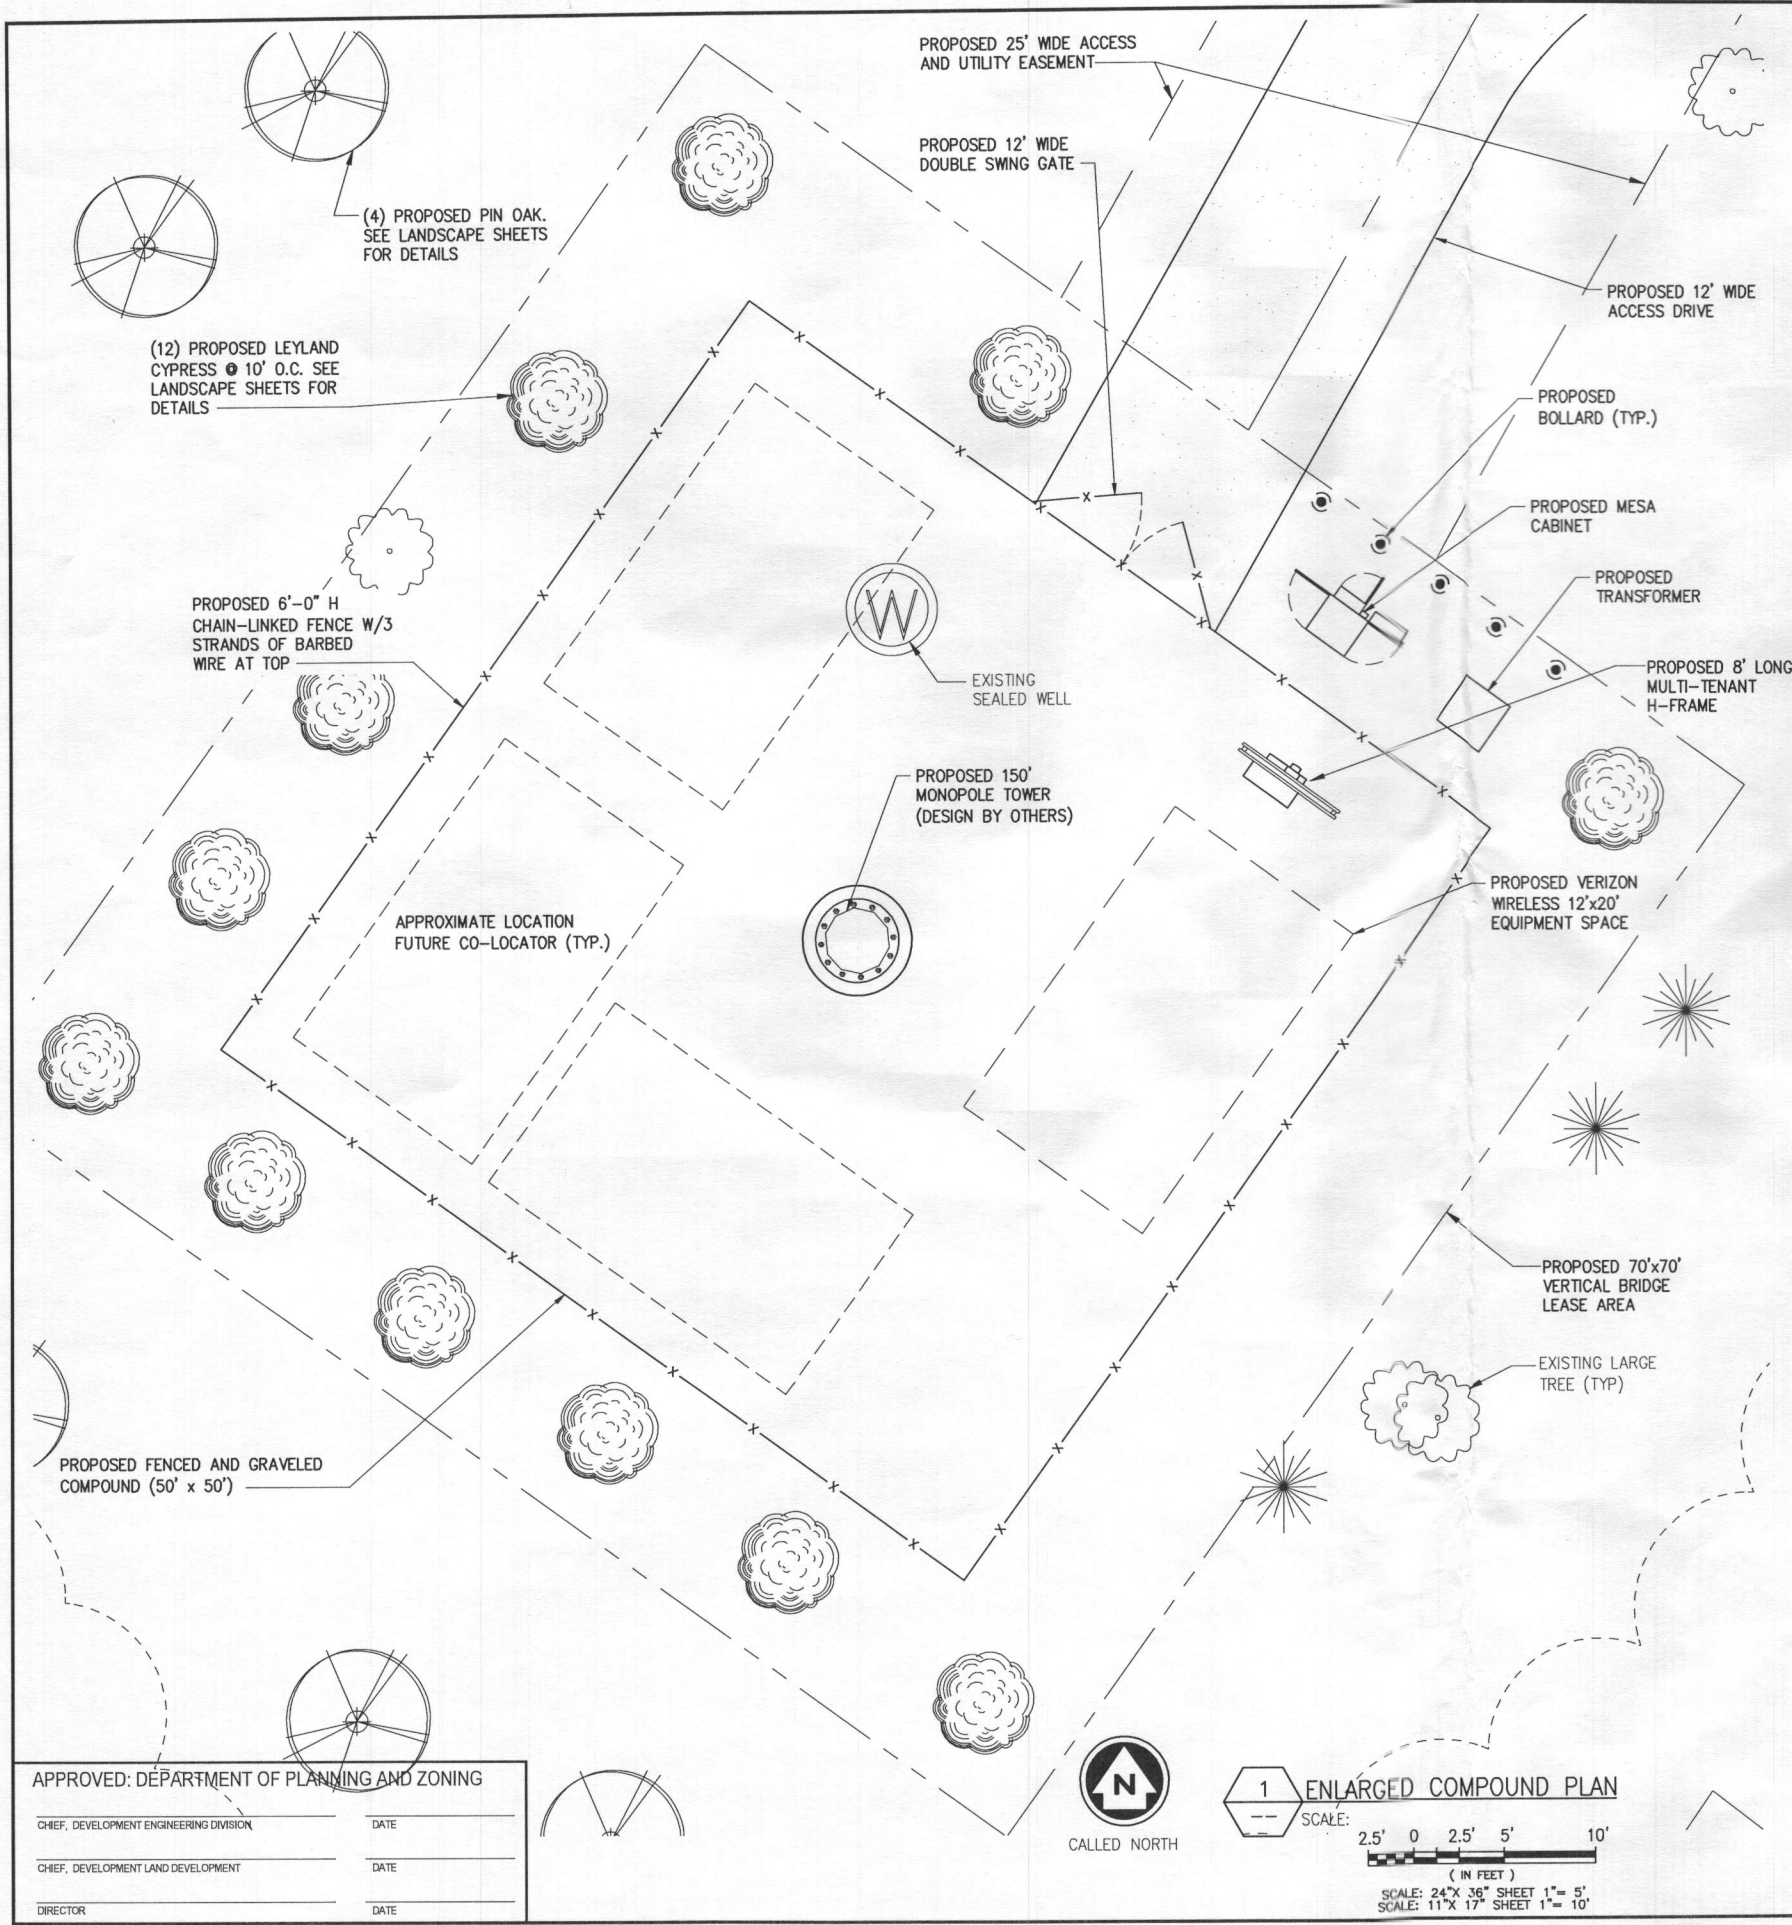 PROPOSED 25' WIDE ACCESS
AND UTILITY EASEMENT
PROPOSED 12' WIDE
DOUBLE SWING GATE
(4) PROPOSED PIN OAK.
SEE LANDSCAPE SHEETS
FOR DETAILS
PROPOSED 12' WIDE
ACCESS DRIVE
(12) PROPOSED LEYLAND
CYPRESS @ 10' O.C. SEE
LANDSCAPE SHEETS FOR
DETAILS
PROPOSED
BOLLARD (TYP.)
PROPOSED MESA
CABINET
PROPOSED
TRANSFORMER
PROPOSED 6'-0" H
CHAIN-LINKED FENCE W/3
STRANDS OF BARBED
WIRE AT TOP
W
EXISTING
SEALED WELL
PROPOSED 8' LONG
MULTI-TENANT
H-FRAME
PROPOSED 150'
MONOPOLE TOWER
(DESIGN BY OTHERS)
PROPOSED VERIZON
WIRELESS 12'x20'
EQUIPMENT SPACE
APPROXIMATE LOCATION
FUTURE CO-LOCATOR (TYP.)
PROPOSED 70'x70'
VERTICAL BRIDGE
LEASE AREA
EXISTING LARGE
TREE (TYP)
PROPOSED FENCED AND GRAVELED
COMPOUND (50' x 50')
APPROVED: DEPARTMENT OF PLANNING AND ZONING
CHIEF, DEVELOPMENT ENGINEERING DIVISION DATE
CHIEF, DEVELOPMENT LAND DEVELOPMENT DATE
DIRECTOR DATE
N
CALLED NORTH
1 ENLARGED COMPOUND PLAN
-- SCALE:
2.5' 0 2.5' 5' 10'
( IN FEET )
SCALE: 24"X 36" SHEET 1"= 5'
SCALE: 11"X 17" SHEET 1"= 10'